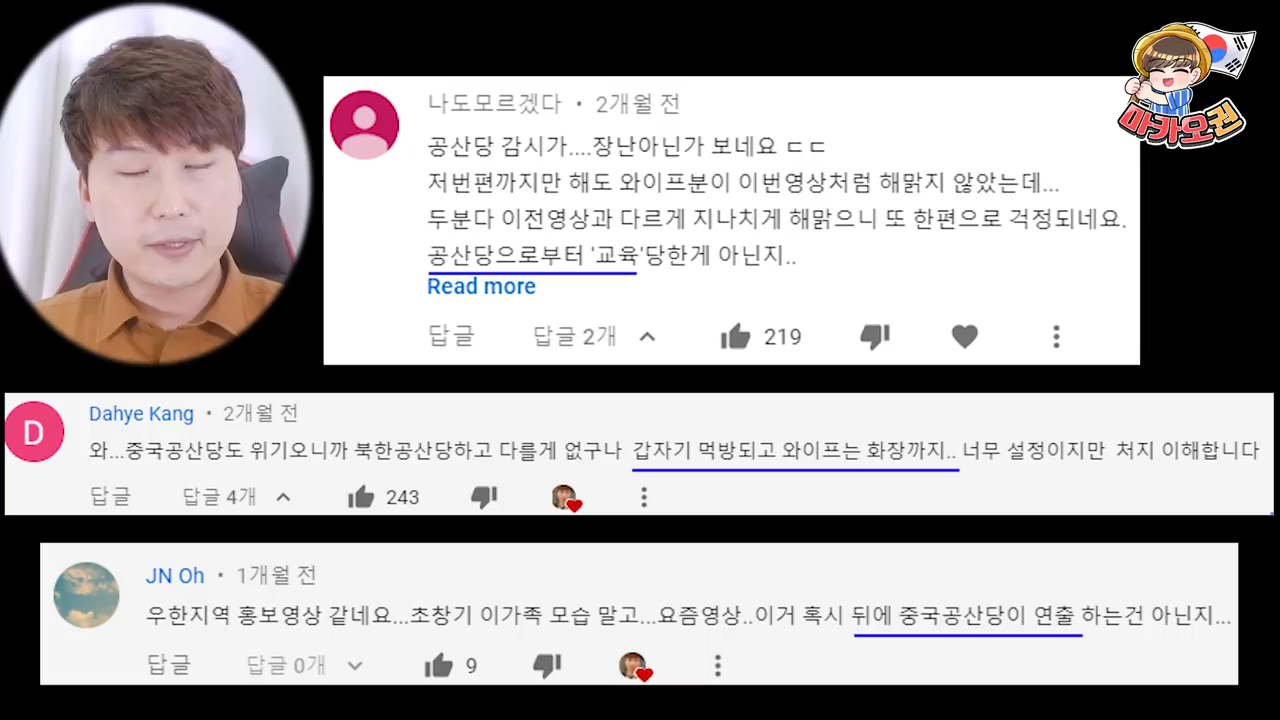 마카오권
나도모르겠다 • 2개월 전
공산당 감시가....장난아닌가 보네요 ㄷㄷ
저번편까지만 해도 와이프분이 이번영상처럼 해맑지 않았는데...
두분다 이전영상과 다르게 지나치게 해맑으니 또 한편으로 걱정되네요.
공산당으로부터 '교육'당한게 아닌지..
Read more
답글 답글 2개 219
D
Dahye Kang • 2개월 전
와...중국공산당도 위기오니까 북한공산당하고 다를게 없구나 갑자기 먹방되고 와이프는 화장까지.. 너무 설정이지만 처지 이해합니다
답글 답글 4개 243
JN Oh • 1개월 전
우한지역 홍보영상 같네요...초창기 이가족 모습 말고...요즘영상..이거 혹시 뒤에 중국공산당이 연출 하는건 아닌지...
답글 답글 0개 9